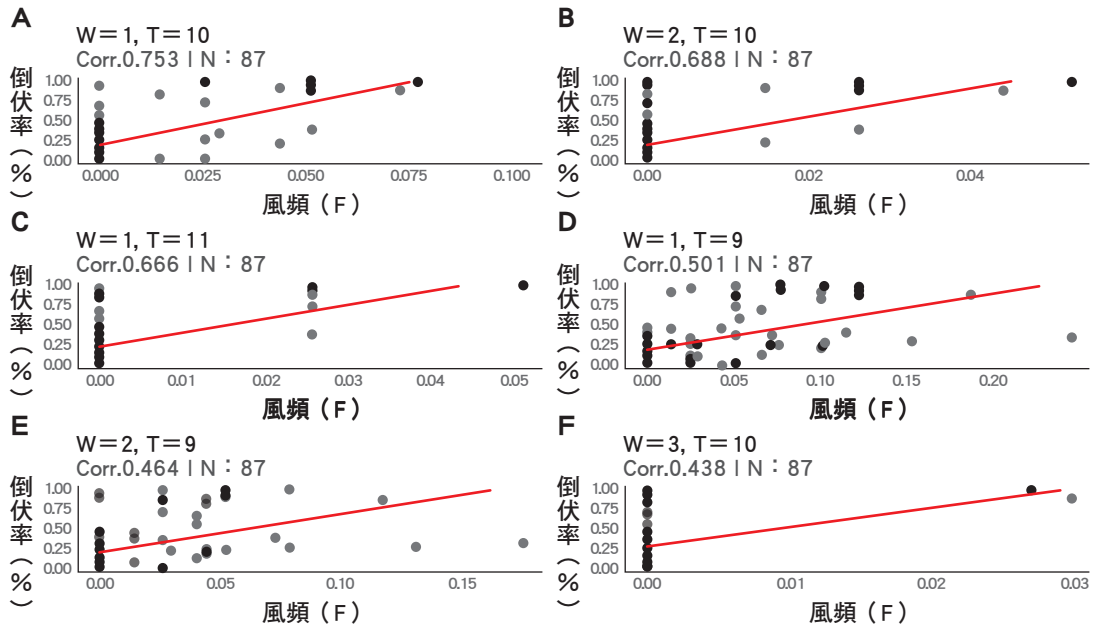 A
W＝1, T＝10
Corr.0.753 | N：87
倒伏率（%）
1.00
0.75
0.50
0.25
0.00
0.000
0.025
0.050
0.075
0.100
風頻（F）
B
W＝2, T＝10
Corr.0.688 | N：87
倒伏率（%）
1.00
0.75
0.50
0.25
0.00
0.00
0.02
0.04
風頻（F）
C
W＝1, T＝11
Corr.0.666 | N：87
倒伏率（%）
1.00
0.75
0.50
0.25
0.00
0.00
0.01
0.02
0.03
0.04
0.05
風頻（F）
D
W＝1, T＝9
Corr.0.501 | N：87
倒伏率（%）
1.00
0.75
0.50
0.25
0.00
0.00
0.05
0.10
0.15
0.20
風頻（F）
E
W＝2, T＝9
Corr.0.464 | N：87
倒伏率（%）
1.00
0.75
0.50
0.25
0.00
0.00
0.05
0.10
0.15
風頻（F）
F
W＝3, T＝10
Corr.0.438 | N：87
倒伏率（%）
1.00
0.75
0.50
0.25
0.00
0.00
0.01
0.02
0.03
風頻（F）